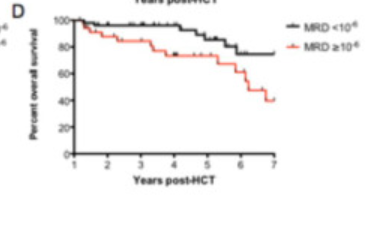 Years post-HCT
D
100
80
60
40
20
0
Percent overall survival
1 2 3 4 5 6 7
Years post-HCT
MRD <10⁻⁶
MRD ≥10⁻⁶